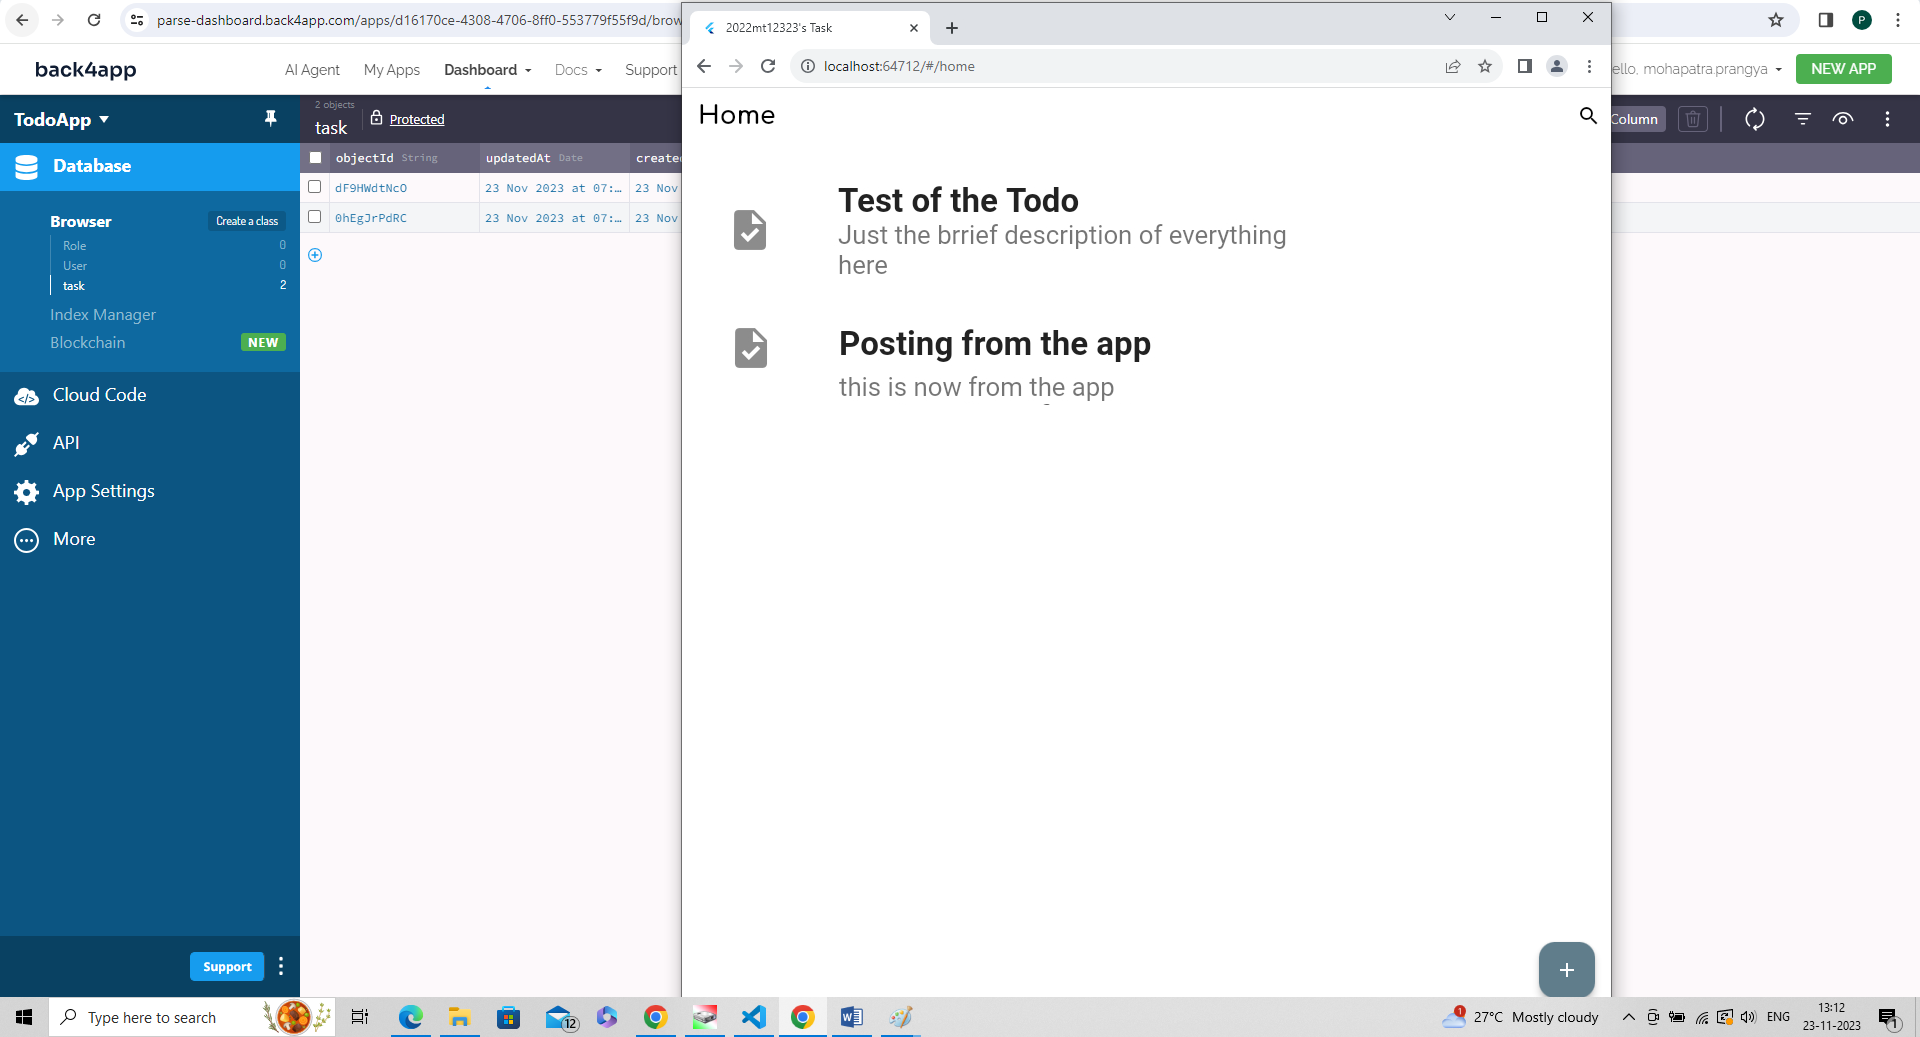 parse-dashboard.back4app.com/apps/d16170ce-4308-4706-8ff0-553779f55f9d/brow
2022mt12323's Task
localhost:64712/#/home
P
back4app
AI Agent
My Apps
Dashboard
Docs
Support
ello, mohapatra.prangya
NEW APP
TodoApp
2 objects
task
Protected
Column
Database
objectId String
updatedAt Date
create
dF9HWdtNcO
23 Nov 2023 at 07:…
23 Nov
0hEgJrPdRC
23 Nov 2023 at 07:…
23 Nov
Browser
Create a class
Role 0
User 0
task 2
Index Manager
Blockchain
NEW
Cloud Code
API
App Settings
More
Support
Home
Test of the Todo
Just the brrief description of everything
here
Posting from the app
this is now from the app
Type here to search
12
1
27°C Mostly cloudy
ENG
13:12
23-11-2023
1